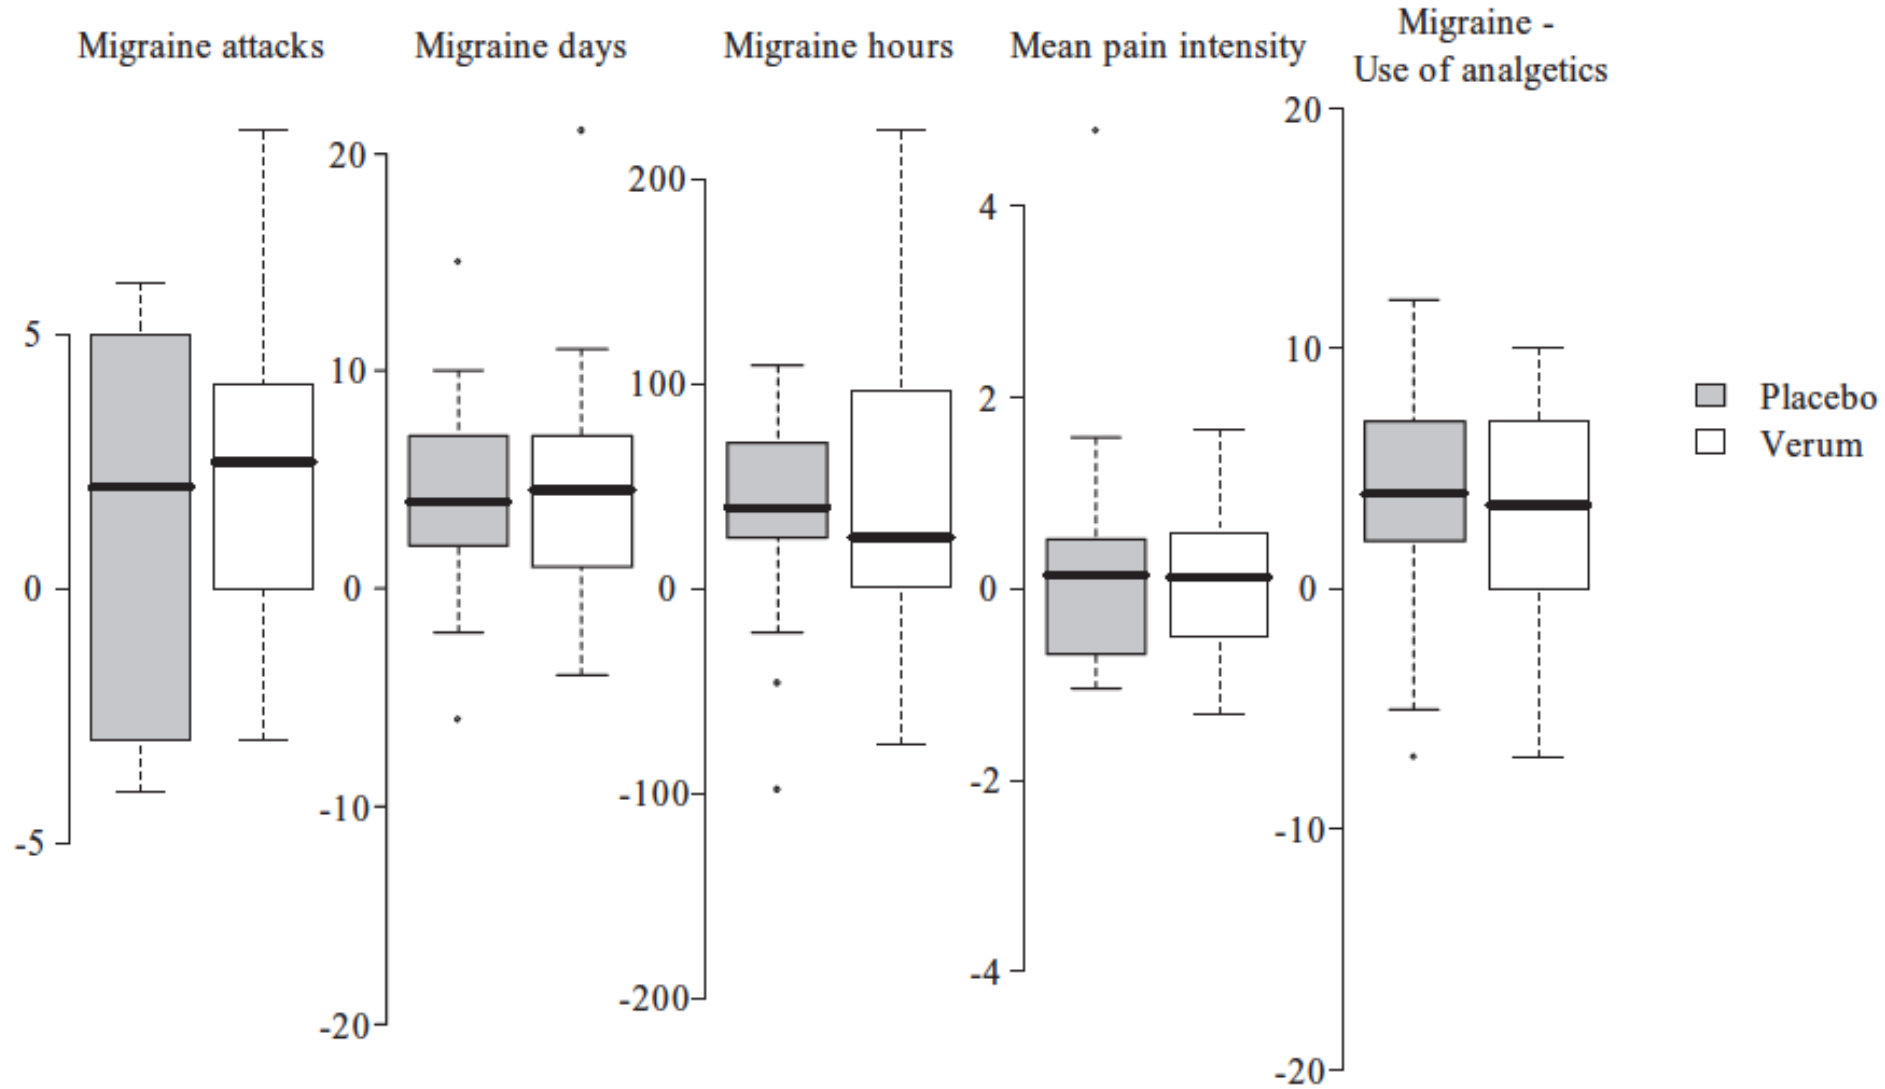 Migraine attacks
Migraine days
Migraine hours
Mean pain intensity
Migraine -
Use of analgetics
5
0
-5
20
10
0
-10
-20
200
100
0
-100
-200
4
2
0
-2
-4
20
10
0
-10
-20
Placebo
Verum